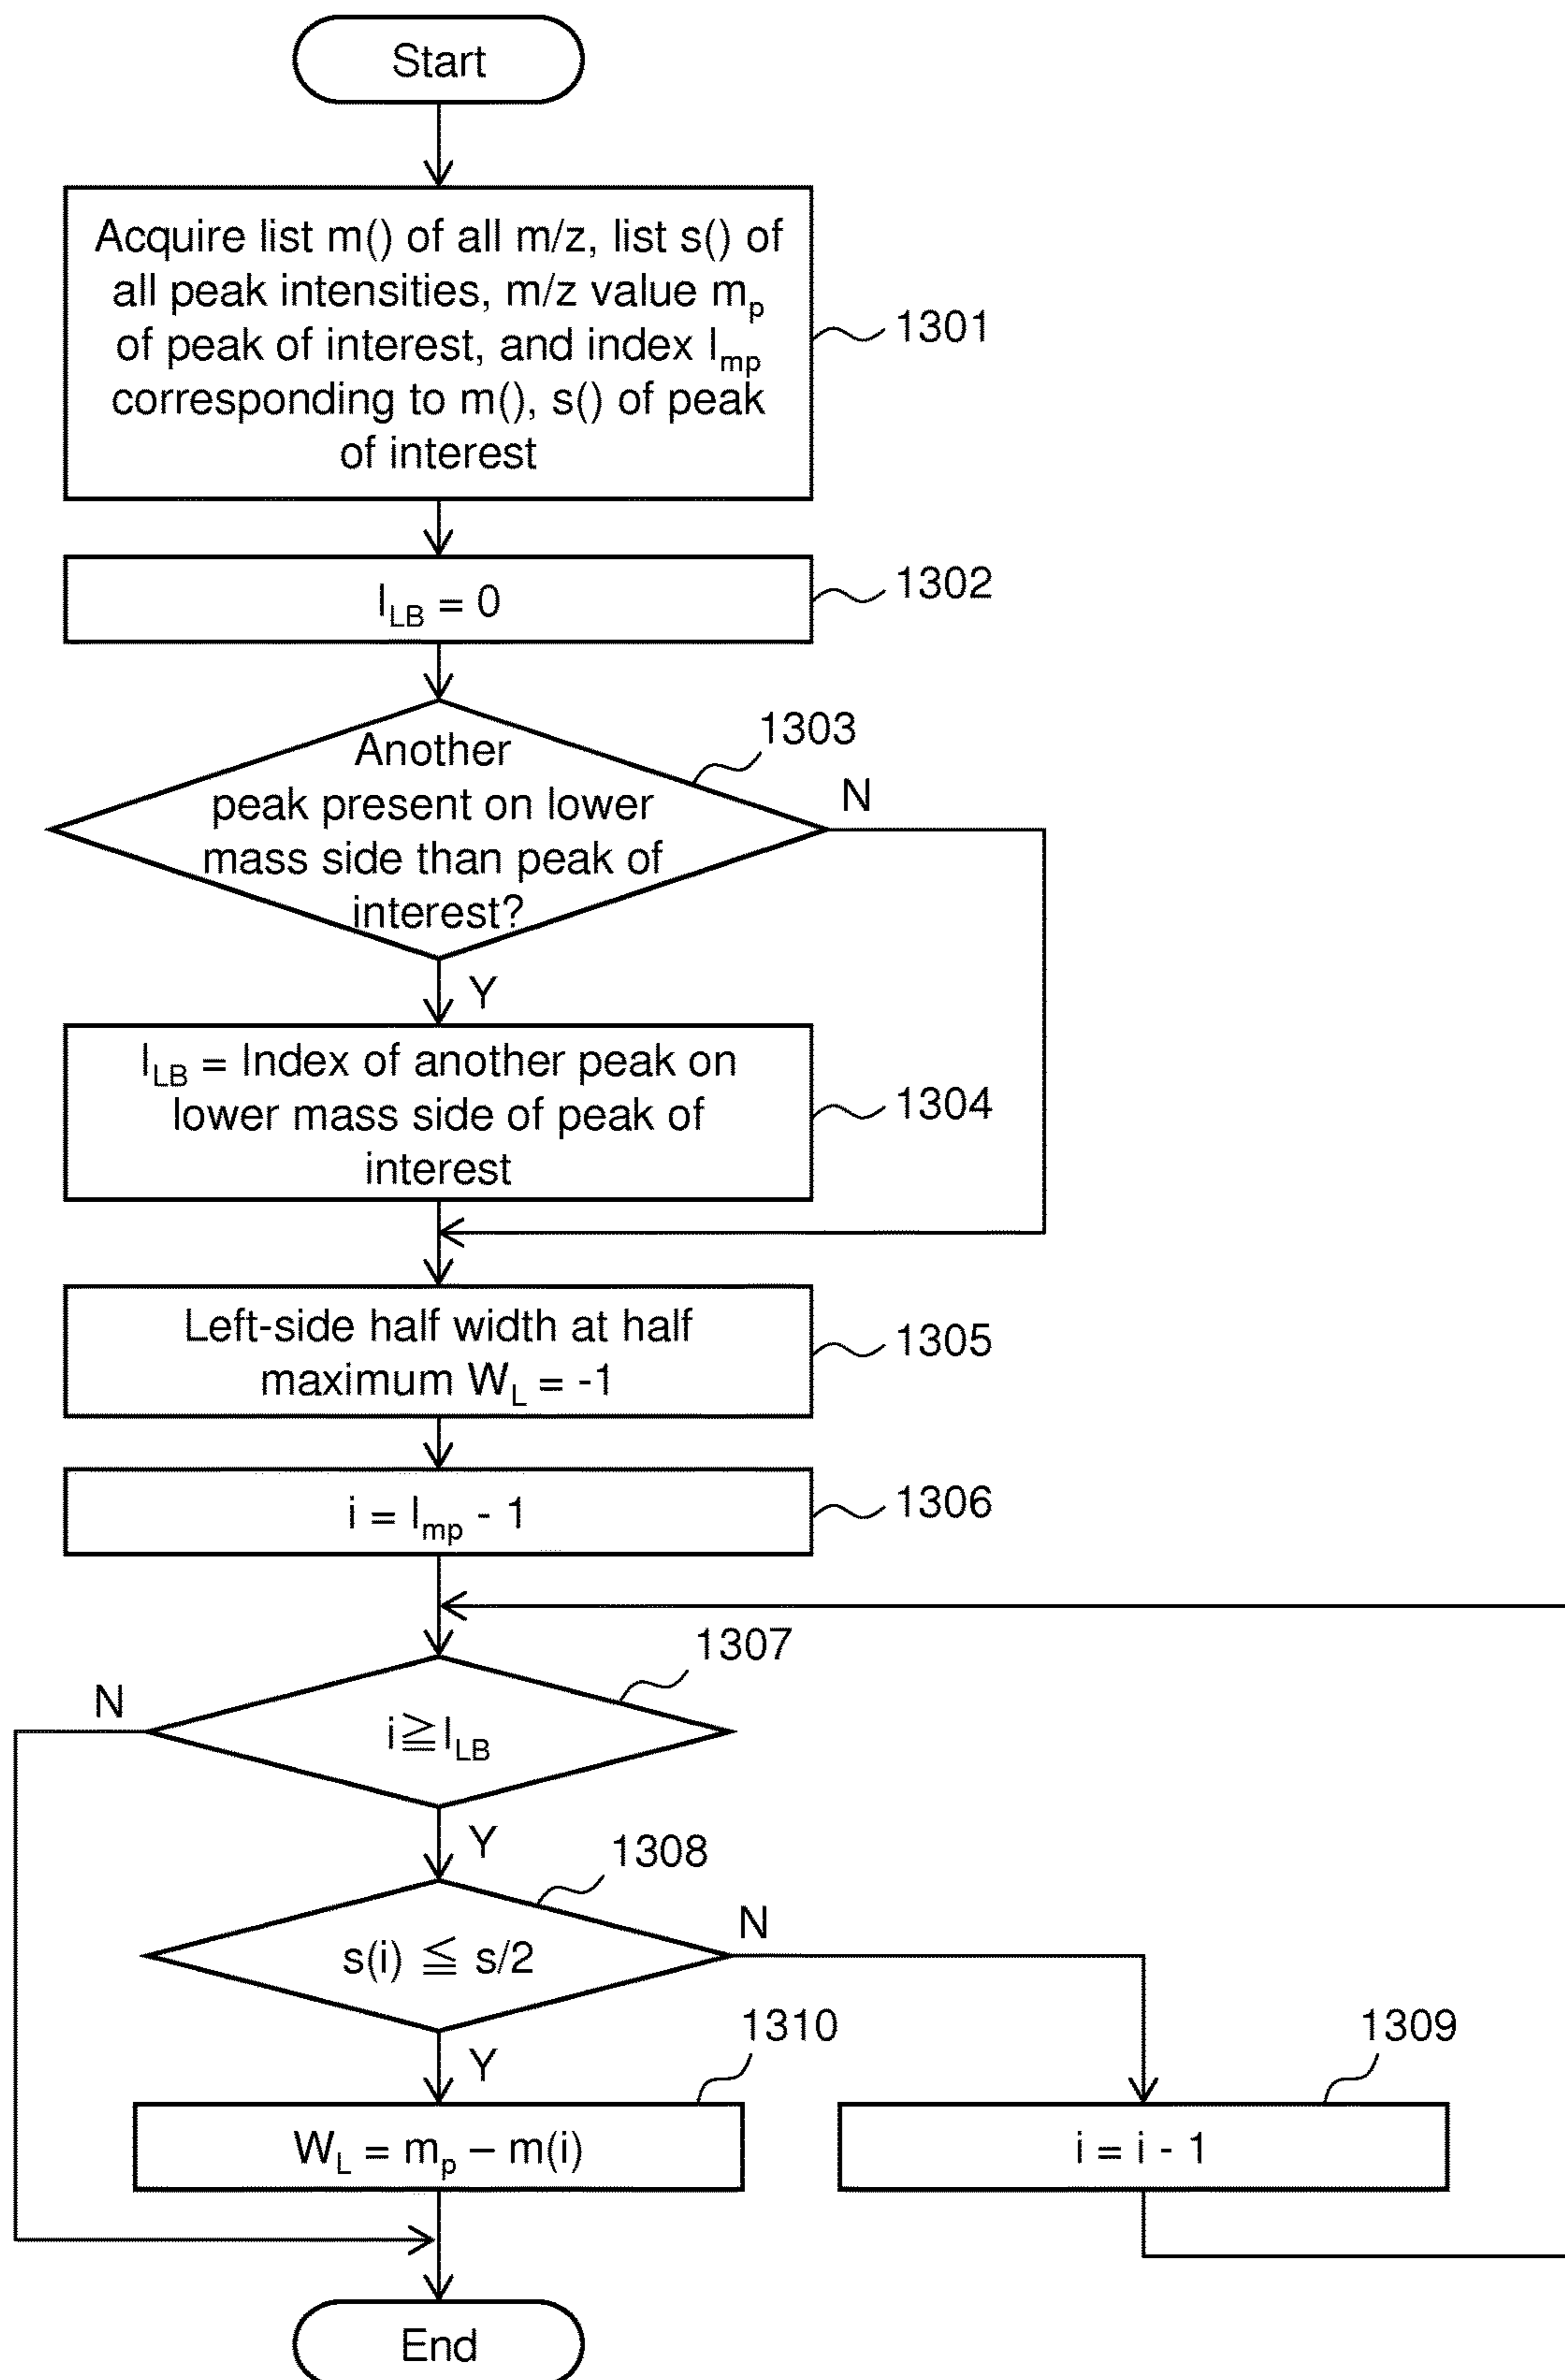 Start
Acquire list m() of all m/z, list s() of
all peak intensities, m/z value mp
of peak of interest, and index Imp
corresponding to m(), s() of peak
of interest
1301
ILB = 0
1302
1303
Another
peak present on lower
mass side than peak of
interest?
N
Y
ILB = Index of another peak on
lower mass side of peak of
interest
1304
Left-side half width at half
maximum WL = -1
1305
i = Imp - 1
1306
1307
N
i≧ILB
Y
1308
s(i) ≦ s/2
N
Y
1310
1309
WL = mp – m(i)
i = i - 1
End